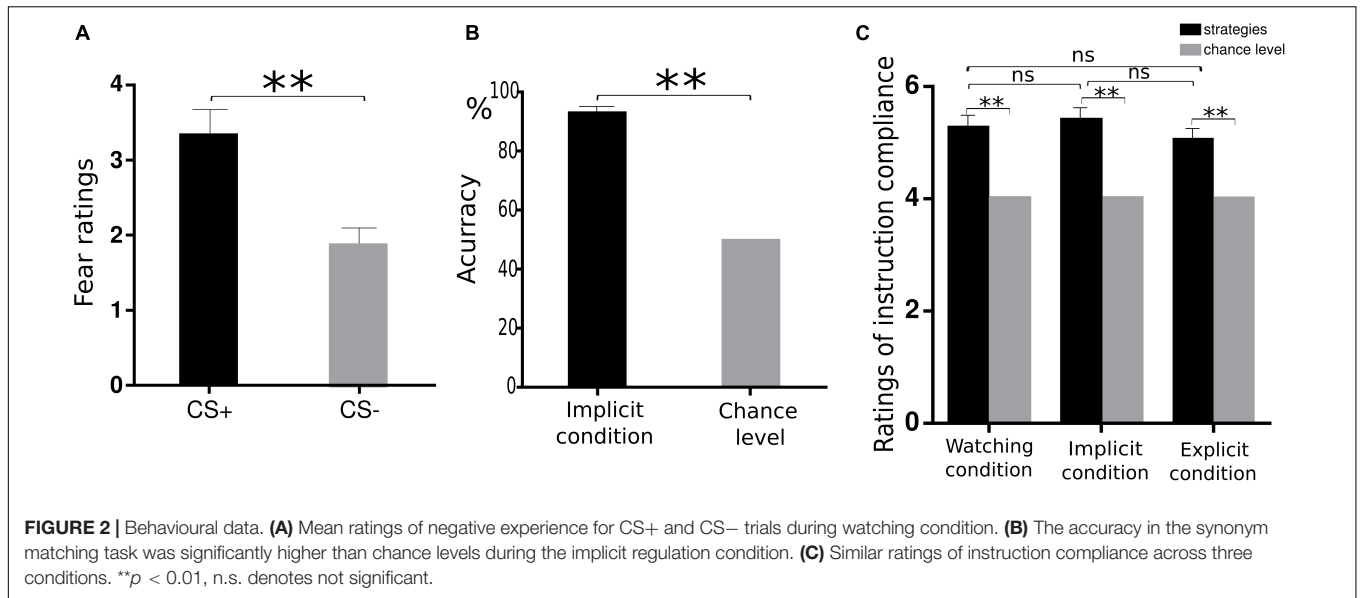 A
**
4
3
2
1
0
Fear ratings
CS+
CS-
B
**
%
100
80
60
40
20
0
Acurracy
Implicit
condition
Chance
level
C
strategies
chance level
ns
ns
ns
**
**
**
6
4
2
0
Ratings of instruction compliance
Watching
condition
Implicit
condition
Explicit
condition
FIGURE 2 | Behavioural data. (A) Mean ratings of negative experience for CS+ and CS− trials during watching condition. (B) The accuracy in the synonym
matching task was significantly higher than chance levels during the implicit regulation condition. (C) Similar ratings of instruction compliance across three
conditions. **p < 0.01, n.s. denotes not significant.